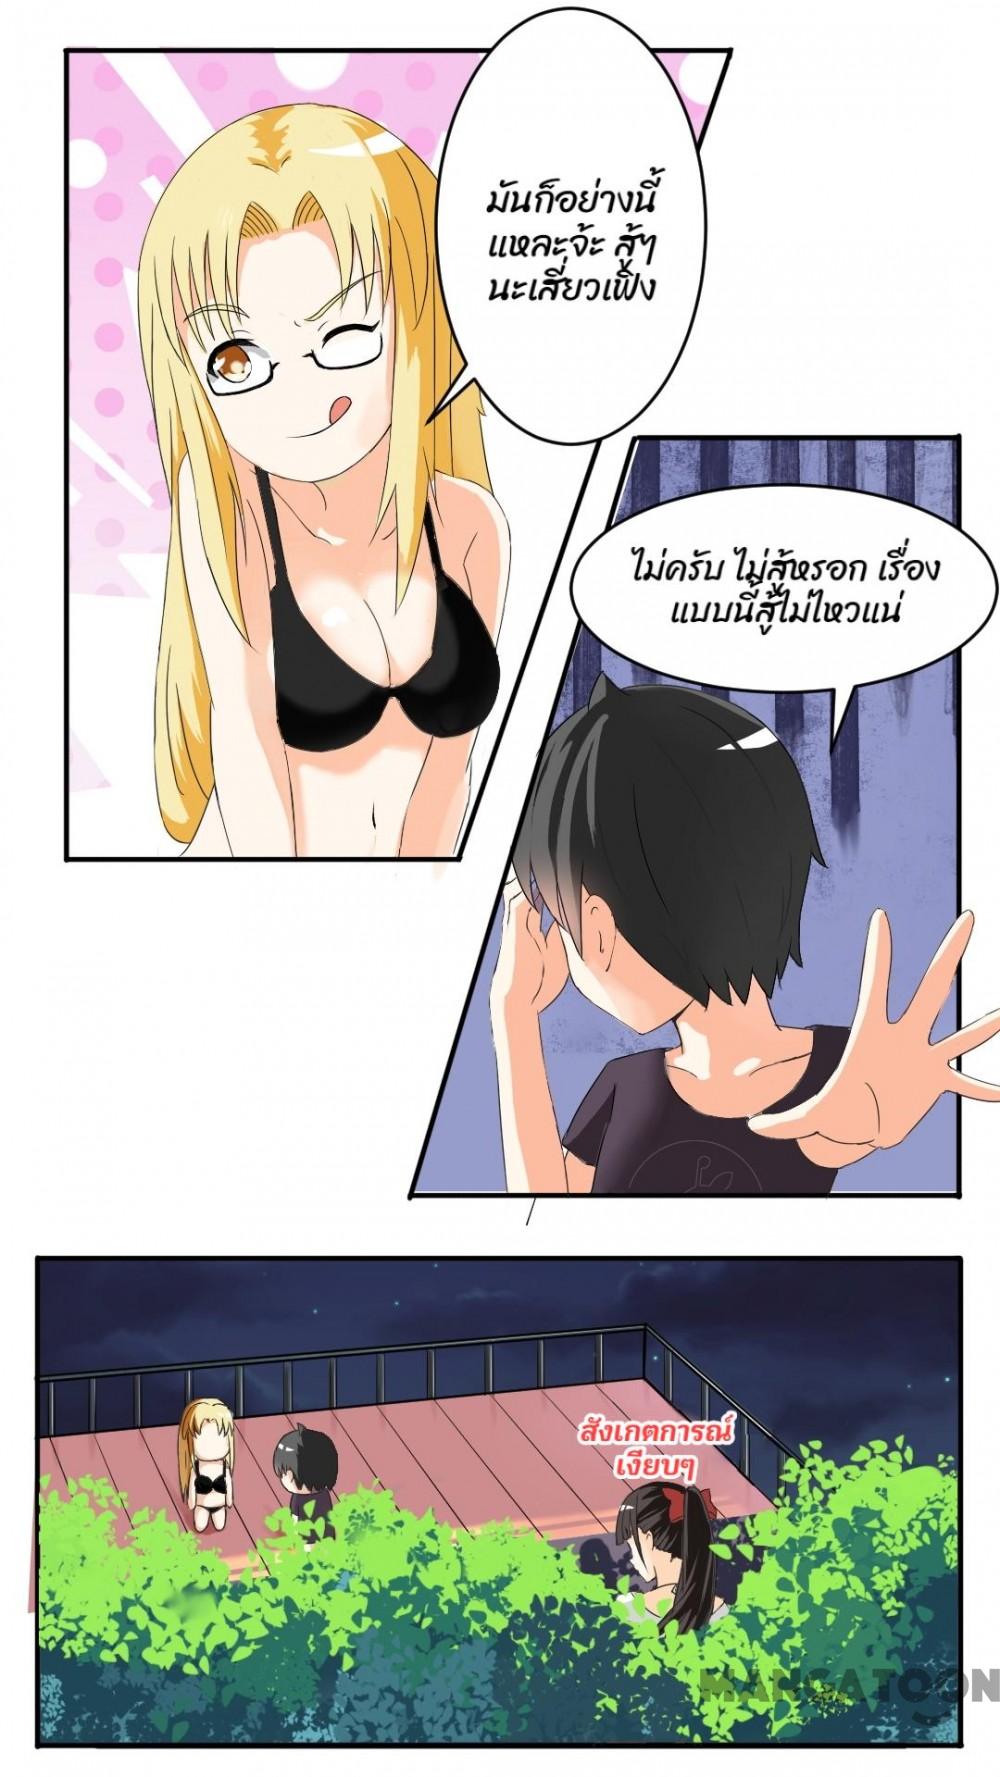 มันก็อย่างนี้
แหละจ้ะ สู้ๆ
นะเสี่ยวเฟิง
ไม่ครับ ไม่สู้หรอก เรื่อง
แบบนี้สู้ไม่ไหวแน่
สังเกตการณ์
เงียบๆ
MANGATOON